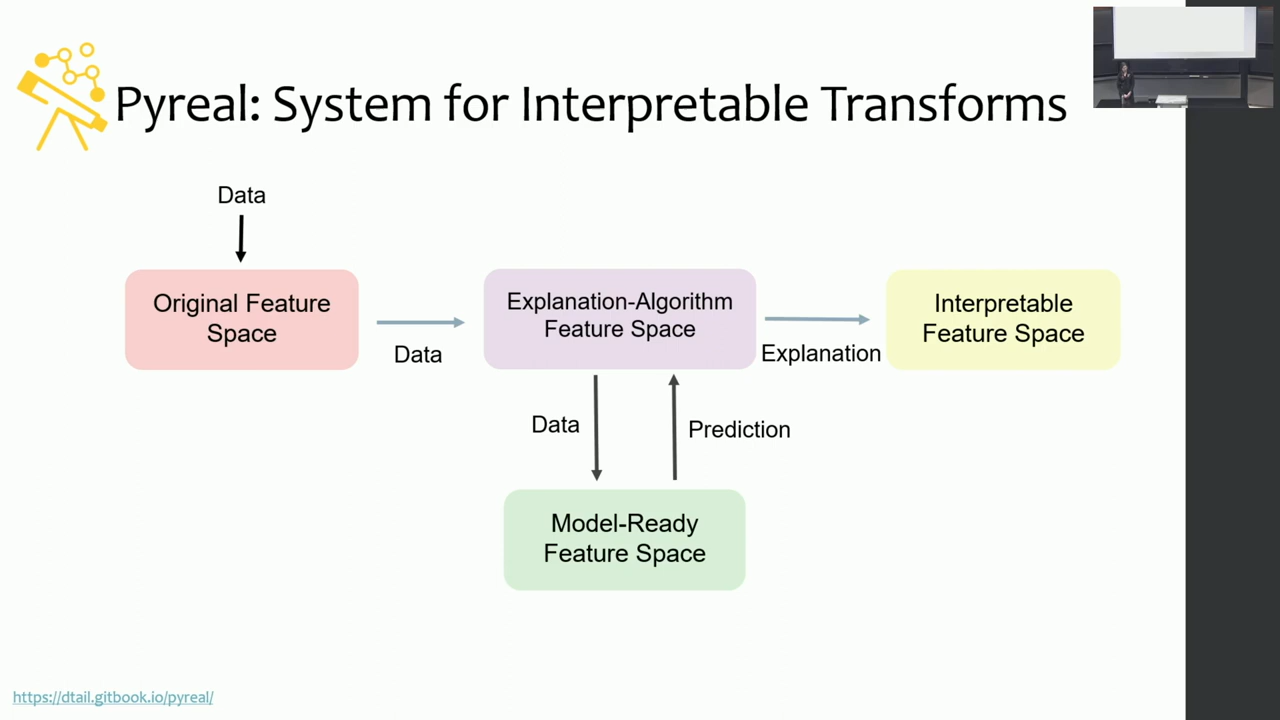 Pyreal: System for Interpretable Transforms
Data
Original Feature
Space
Data
Explanation-Algorithm
Feature Space
Explanation
Interpretable
Feature Space
Data
Prediction
Model-Ready
Feature Space
https://dtail.gitbook.io/pyreal/